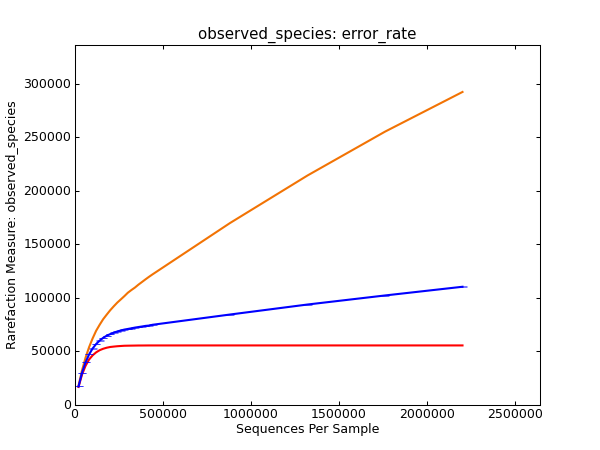 observed_species: error_rate
Rarefaction Measure: observed_species
300000
250000
200000
150000
100000
50000
0
0 500000 1000000 1500000 2000000 2500000
Sequences Per Sample